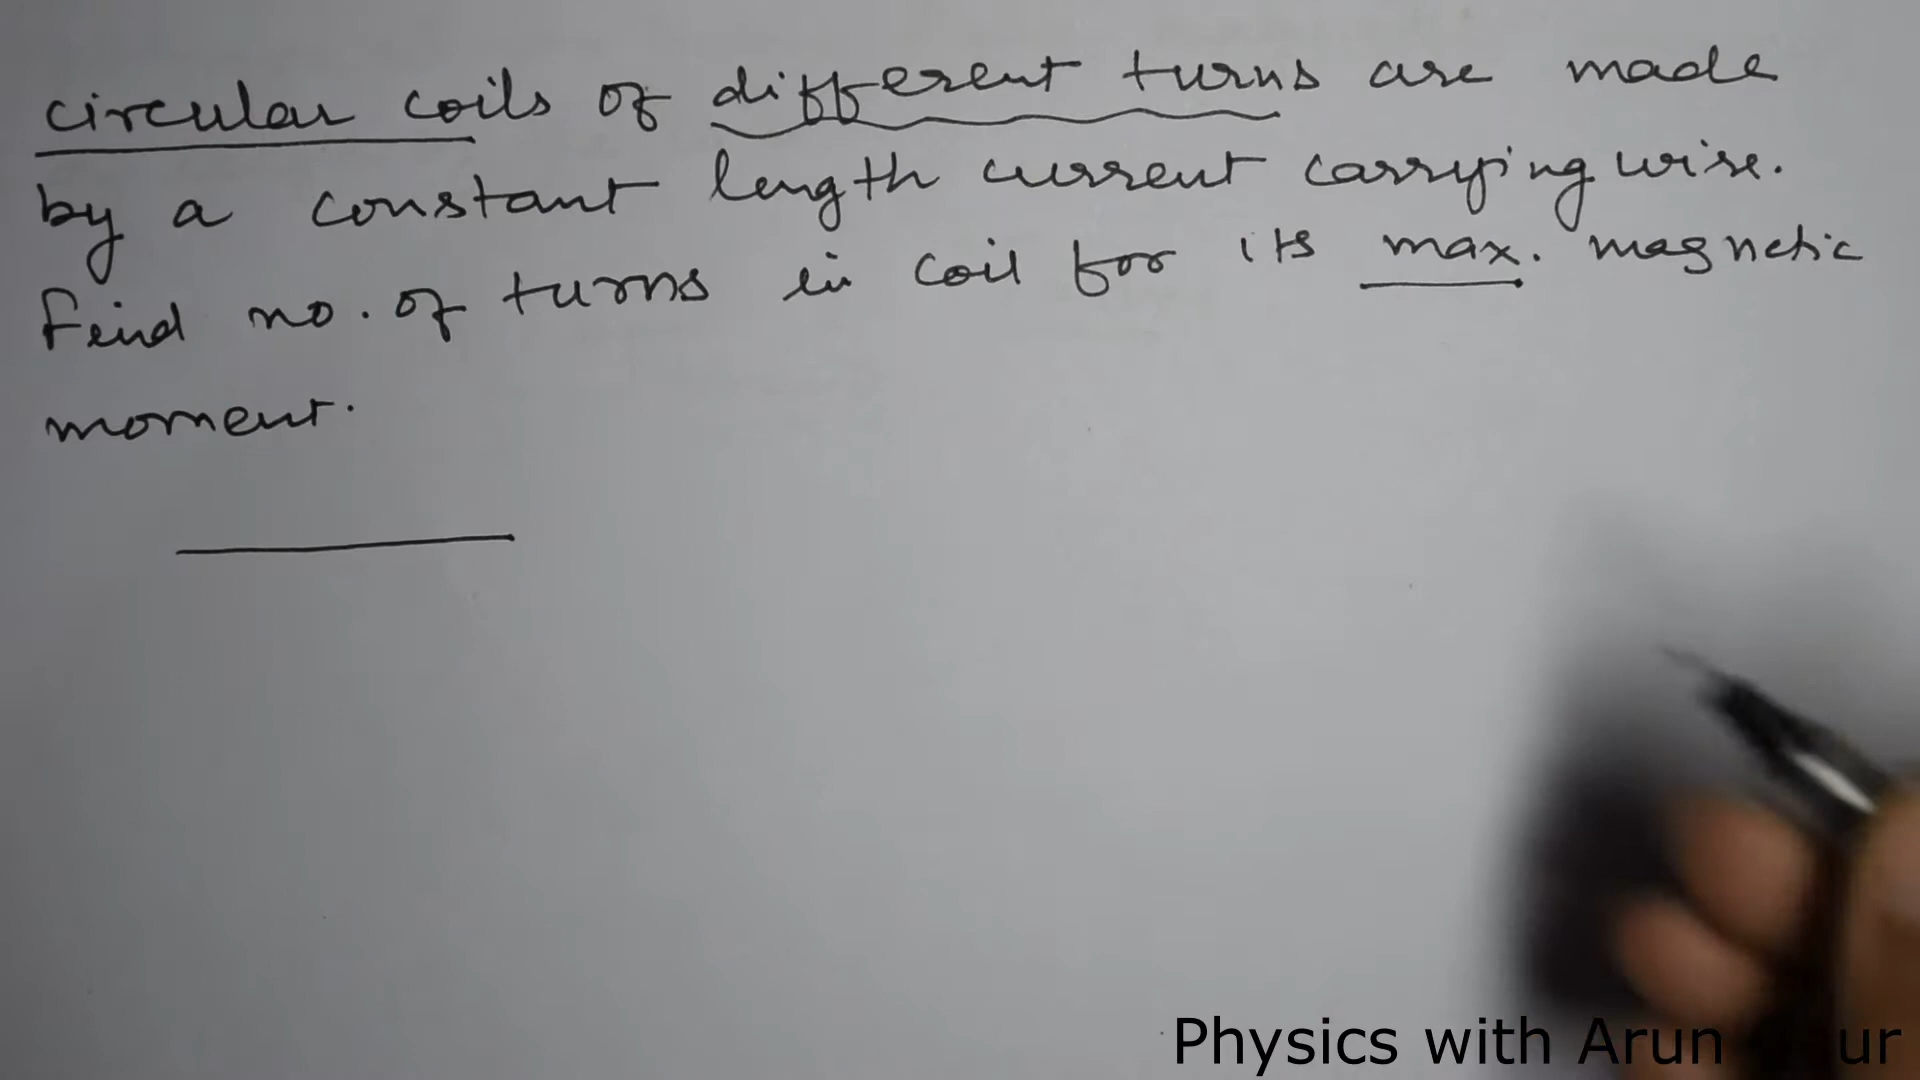 circular coils of different turns are made
by a constant length current carrying wire.
Find no. of turns in coil for its max. magnetic
moment.
Physics with Arun ur